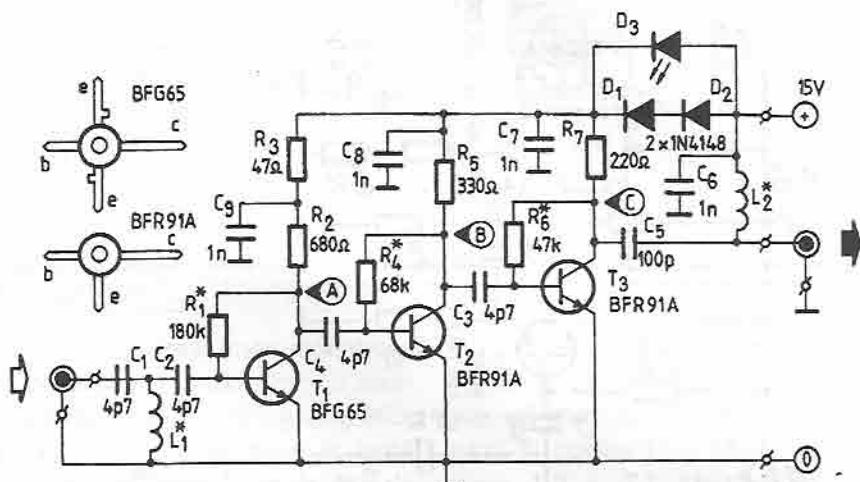 BFG65
e
b
c
e
BFR91A
b
c
e
D3
D1
D2
2×1N4148
15V
+
R3
47Ω
C8
1n
R5
330Ω
C7
1n
R7
220Ω
C6
1n
L2*
C9
1n
R2
680Ω
R4*
68k
B
R6*
47k
C
C5
100p
A
R1*
180k
C3
4p7
T3
BFR91A
C1
C2
4p7
4p7
L1*
C4
4p7
T1
BFG65
T2
BFR91A
0